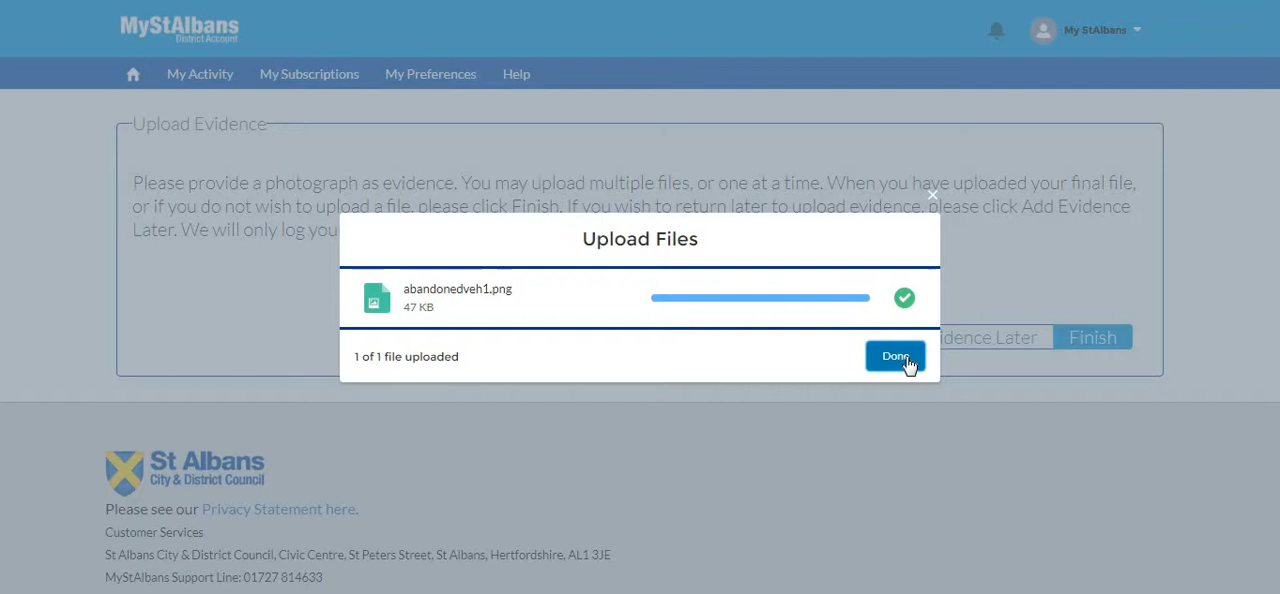 MyStAlbans
District Account
My StAlbans
My Activity My Subscriptions My Preferences Help
Upload Evidence
Please provide a photograph as evidence. You may upload multiple files, or one at a time. When you have uploaded your final file,
or if you do not wish to upload a file, please click Finish. If you wish to return later to upload evidence, please click Add Evidence
Later. We will only log you
Upload Files
abandonedveh1.png
47 KB
idence Later Finish
1 of 1 file uploaded Done
St Albans
City & District Council
Please see our Privacy Statement here.
Customer Services
St Albans City & District Council, Civic Centre, St Peters Street, St Albans, Hertfordshire, AL1 3JE
MyStAlbans Support Line: 01727 814633